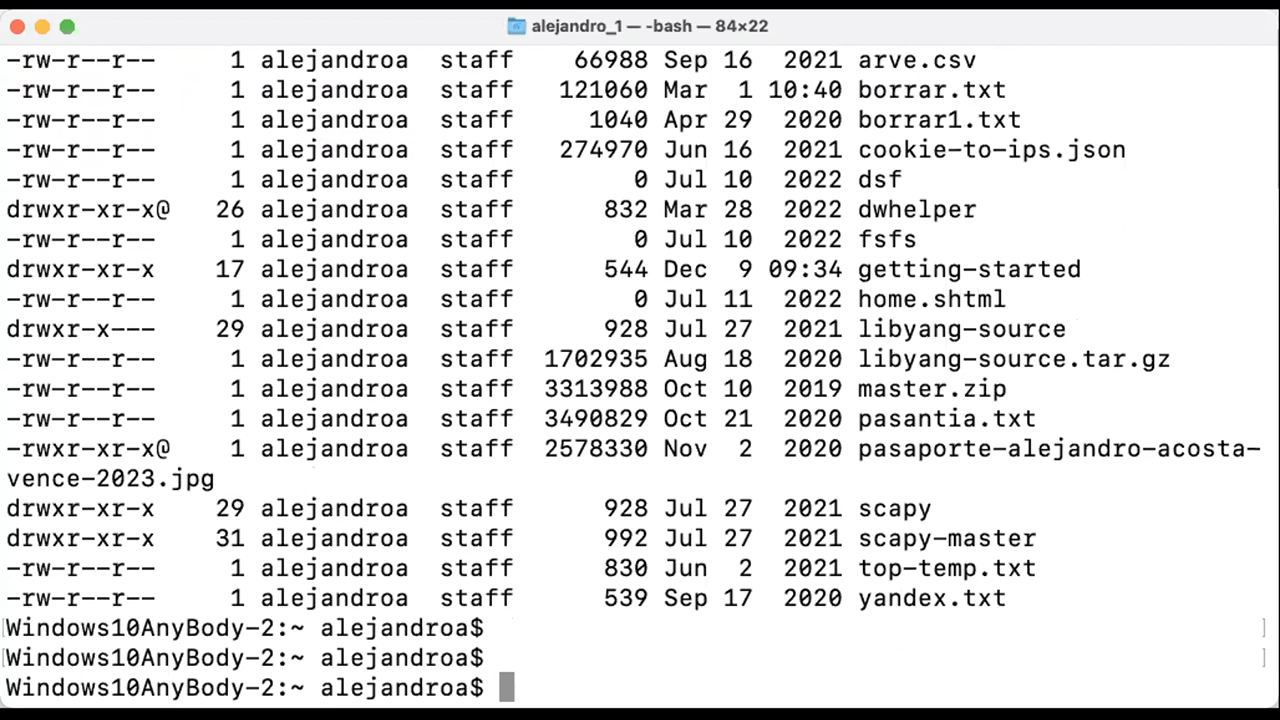 alejandro_1 — -bash — 84×22
-rw-r--r-- 1 alejandroa staff 66988 Sep 16 2021 arve.csv
-rw-r--r-- 1 alejandroa staff 121060 Mar 1 10:40 borrar.txt
-rw-r--r-- 1 alejandroa staff 1040 Apr 29 2020 borrar1.txt
-rw-r--r-- 1 alejandroa staff 274970 Jun 16 2021 cookie-to-ips.json
-rw-r--r-- 1 alejandroa staff 0 Jul 10 2022 dsf
drwxr-xr-x@ 26 alejandroa staff 832 Mar 28 2022 dwhelper
-rw-r--r-- 1 alejandroa staff 0 Jul 10 2022 fsfs
drwxr-xr-x 17 alejandroa staff 544 Dec 9 09:34 getting-started
-rw-r--r-- 1 alejandroa staff 0 Jul 11 2022 home.shtml
drwxr-x--- 29 alejandroa staff 928 Jul 27 2021 libyang-source
-rw-r--r-- 1 alejandroa staff 1702935 Aug 18 2020 libyang-source.tar.gz
-rw-r--r-- 1 alejandroa staff 3313988 Oct 10 2019 master.zip
-rw-r--r-- 1 alejandroa staff 3490829 Oct 21 2020 pasantia.txt
-rwxr-xr-x@ 1 alejandroa staff 2578330 Nov 2 2020 pasaporte-alejandro-acosta-
vence-2023.jpg
drwxr-xr-x 29 alejandroa staff 928 Jul 27 2021 scapy
drwxr-xr-x 31 alejandroa staff 992 Jul 27 2021 scapy-master
-rw-r--r-- 1 alejandroa staff 830 Jun 2 2021 top-temp.txt
-rw-r--r-- 1 alejandroa staff 539 Sep 17 2020 yandex.txt
[Windows10AnyBody-2:~ alejandroa$ ]
[Windows10AnyBody-2:~ alejandroa$ ]
Windows10AnyBody-2:~ alejandroa$